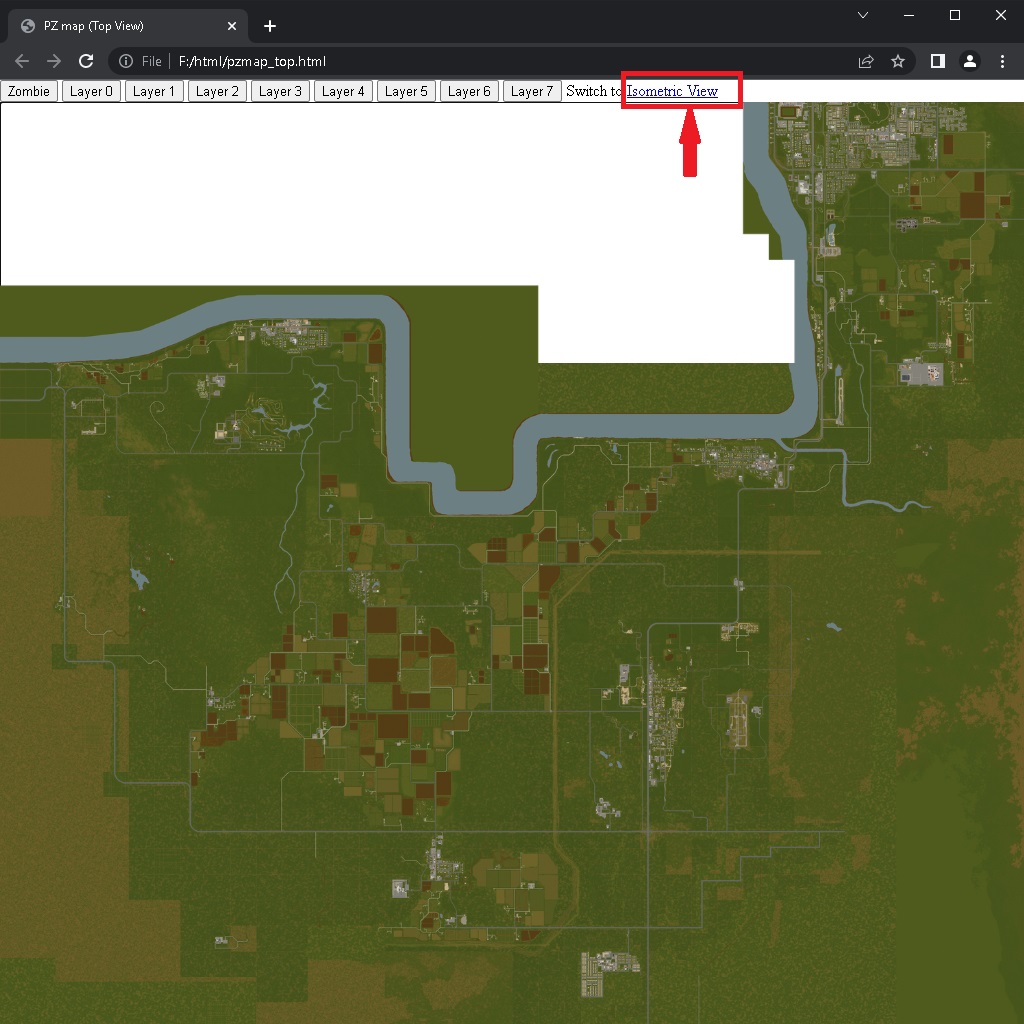 PZ map (Top View)
File F:/html/pzmap_top.html
Zombie Layer 0 Layer 1 Layer 2 Layer 3 Layer 4 Layer 5 Layer 6 Layer 7 Switch to Isometric View